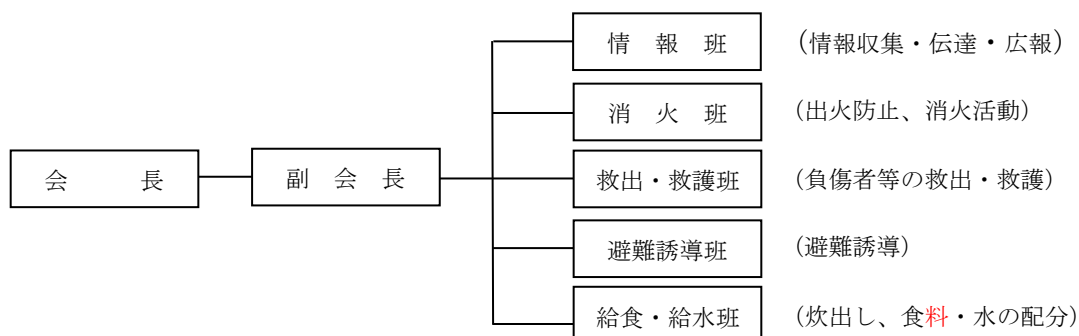 情 報 班 (情報収集・伝達・広報)
消 火 班 (出火防止、消火活動)
会 長 副 会 長 救出・救護班 (負傷者等の救出・救護)
避難誘導班 (避難誘導)
給食・給水班 (炊出し、食料・水の配分)